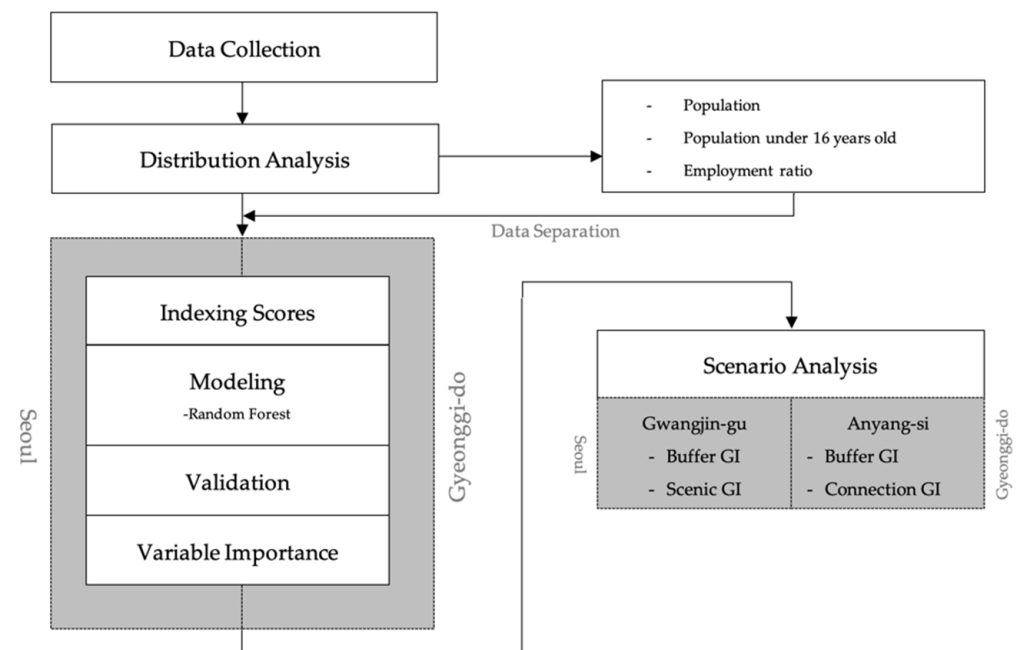 Data Collection
Distribution Analysis
- Population
- Population under 16 years old
- Employment ratio
Data Separation
Seoul
Indexing Scores
Modeling
-Random Forest
Validation
Variable Importance
Gyeonggi-do
Scenario Analysis
Seoul
Gwangjin-gu
- Buffer GI
- Scenic GI
Anyang-si
- Buffer GI
- Connection GI
Gyeonggi-do